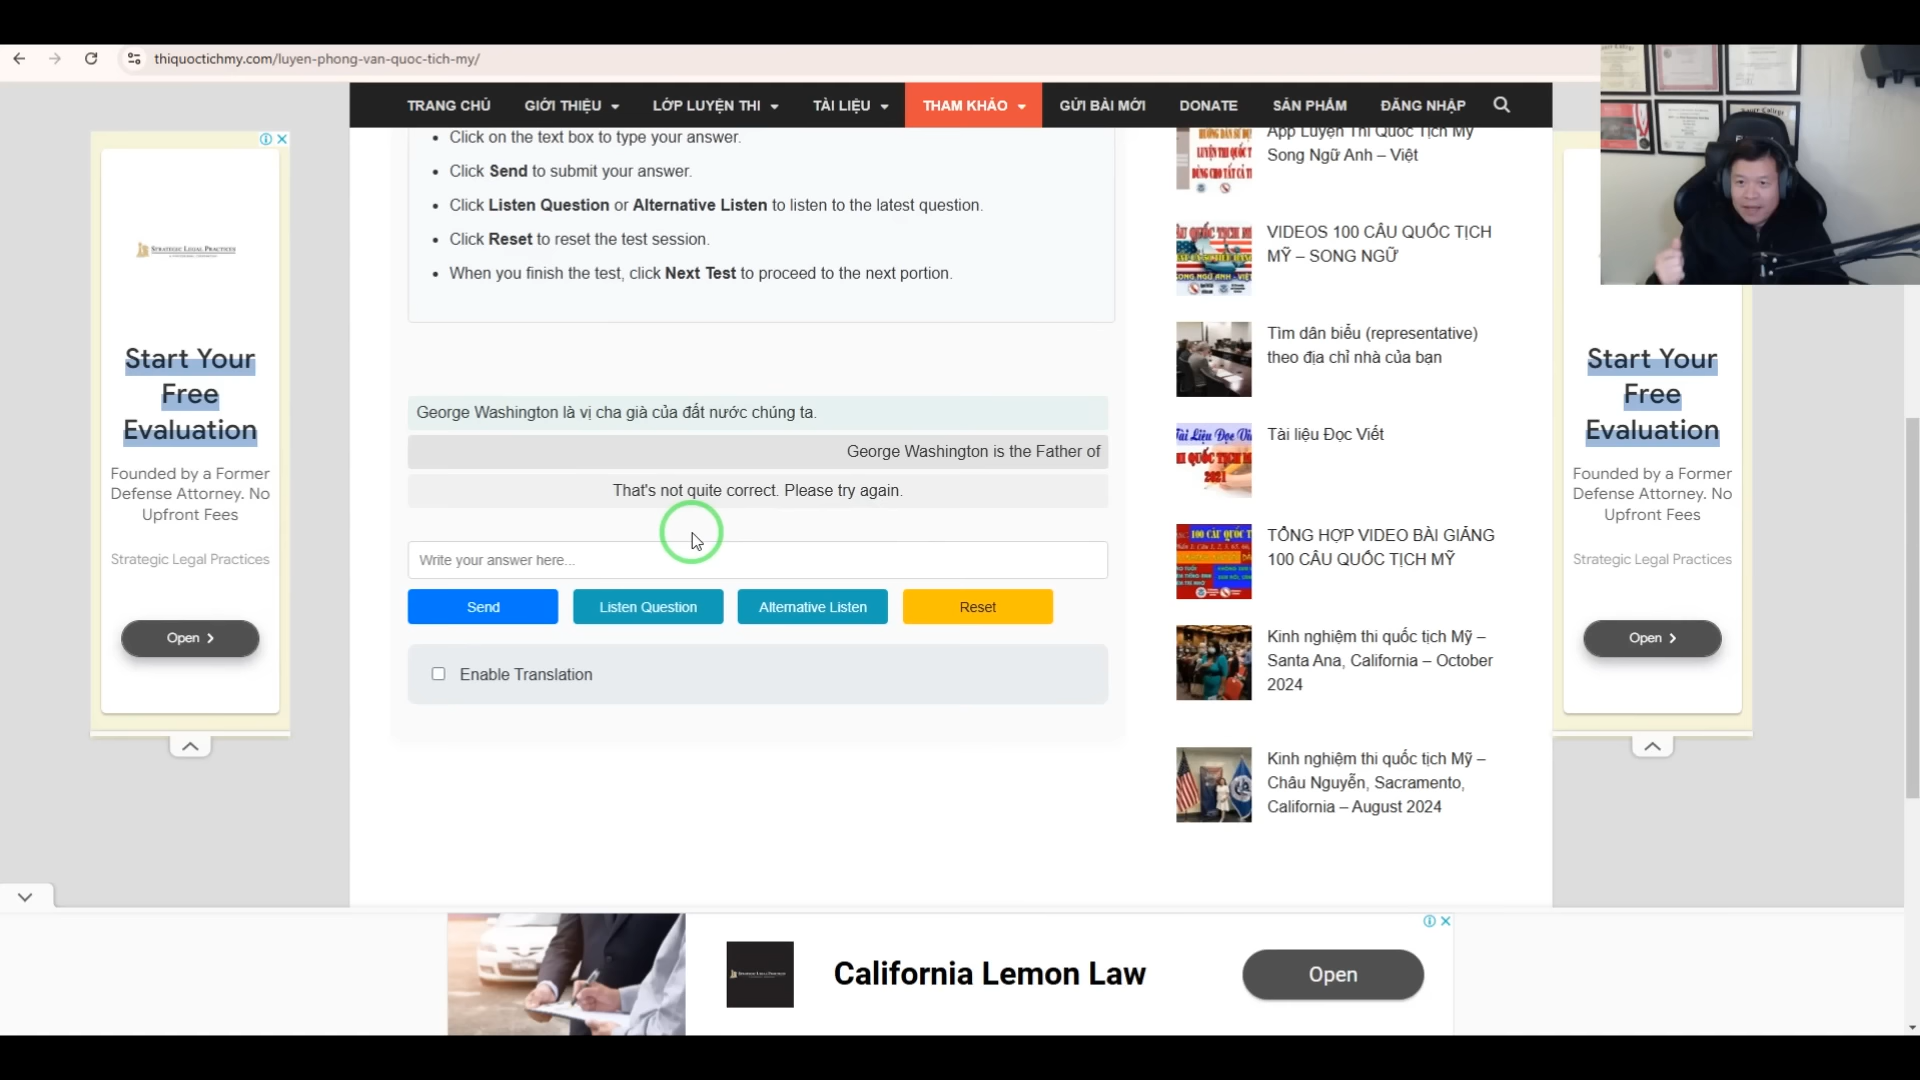 thiquoctichmy.com/luyen-phong-van-quoc-tich-my/
TRANG CHỦ GIỚI THIỆU LỚP LUYỆN THI TÀI LIỆU THAM KHẢO GỬI BÀI MỚI DONATE SẢN PHẨM ĐĂNG NHẬP
Click on the text box to type your answer.
Click Send to submit your answer.
Click Listen Question or Alternative Listen to listen to the latest question.
Click Reset to reset the test session.
When you finish the test, click Next Test to proceed to the next portion.
George Washington là vị cha già của đất nước chúng ta.
George Washington is the Father of
That's not quite correct. Please try again.
Write your answer here...
Send Listen Question Alternative Listen Reset
Enable Translation
App Luyện Thi Quốc Tịch Mỹ
Song Ngữ Anh – Việt
VIDEOS 100 CÂU QUỐC TỊCH
MỸ – SONG NGỮ
Tìm dân biểu (representative)
theo địa chỉ nhà của bạn
Tài liệu Đọc Viết
TỔNG HỢP VIDEO BÀI GIẢNG
100 CÂU QUỐC TỊCH MỸ
Kinh nghiệm thi quốc tịch Mỹ –
Santa Ana, California – October
2024
Kinh nghiệm thi quốc tịch Mỹ –
Châu Nguyễn, Sacramento,
California – August 2024
STRATEGIC LEGAL PRACTICES
Start Your
Free
Evaluation
Founded by a Former
Defense Attorney. No
Upfront Fees
Strategic Legal Practices
Open
Start Your
Free
Evaluation
Founded by a Former
Defense Attorney. No
Upfront Fees
Strategic Legal Practices
Open
California Lemon Law
Open